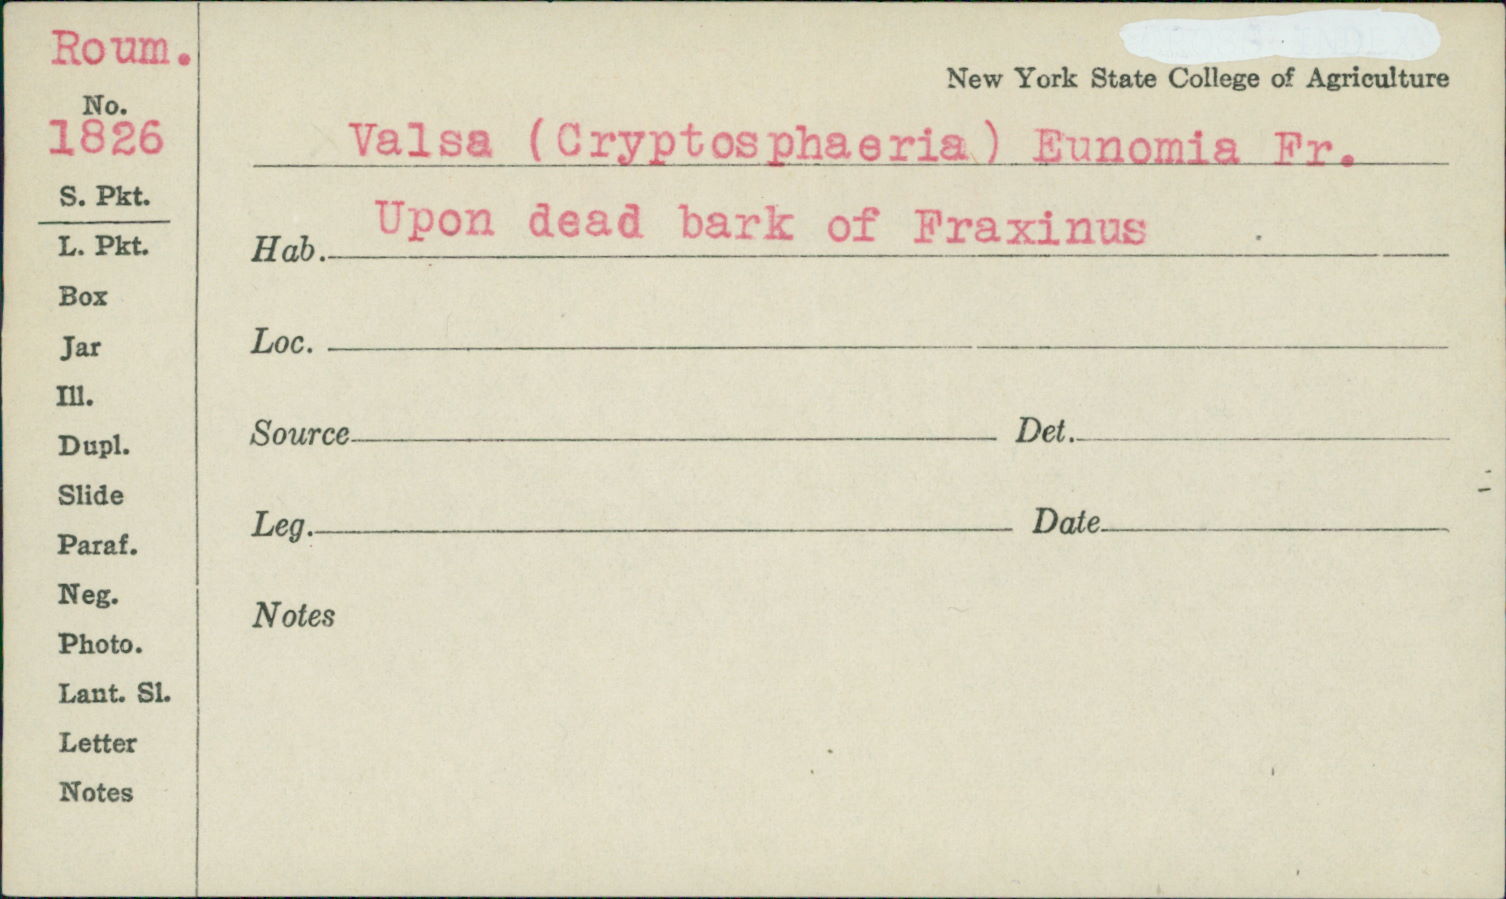 Roum.
No.
1826
S. Pkt.
L. Pkt.
Box
Jar
Ill.
Dupl.
Slide
Paraf.
Neg.
Photo.
Lant. Sl.
Letter
Notes
New York State College of Agriculture
Valsa (Cryptosphaeria) Eunomia Fr.
Upon dead bark of Fraxinus
Hab.
Loc.
Source Det.
Leg. Date
Notes